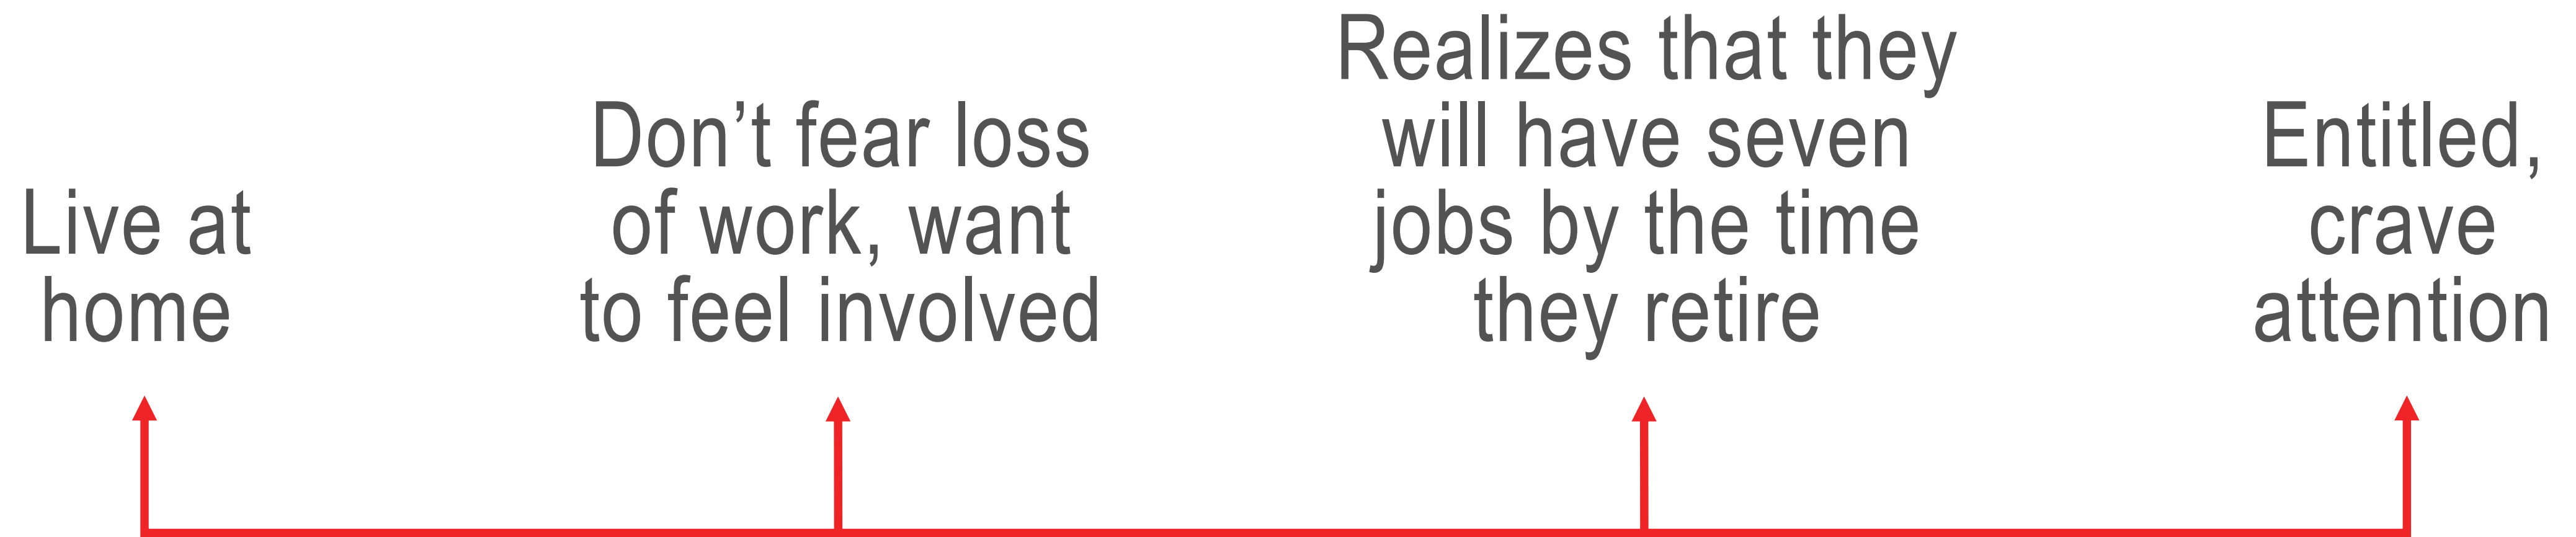 Live at
home
Don’t fear loss
of work, want
to feel involved
Realizes that they
will have seven
jobs by the time
they retire
Entitled,
crave
attention